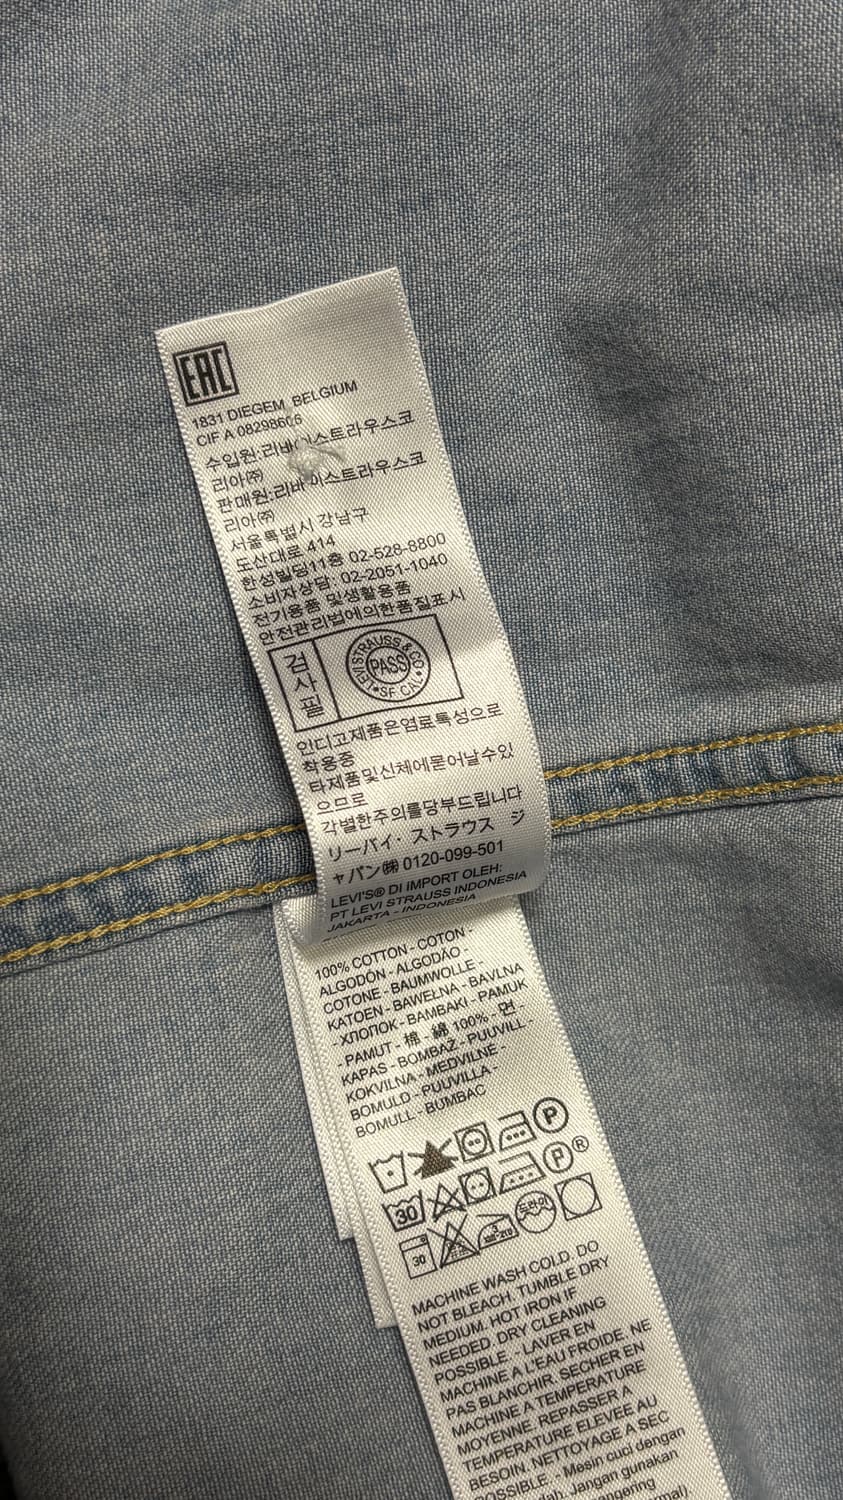 EAC
1831 DIEGEM, BELGIUM
CIF A 08298606
수입원:리바이스트라우스코
리아㈜
판매원:리바이스트라우스코
리아㈜
서울특별시 강남구
도산대로 414
한성빌딩11층 02-528-8800
소비자상담: 02-2051-1040
전기용품 및생활용품
안전관리법에의한품질표시
검사필
LEVI STRAUSS & CO
PASS
SF CAL
인디고제품은염료특성으로
착용중
타제품및신체에묻어날수있
으므로
각별한주의를당부드립니다
リーバイ・ストラウス ジ
ャパン㈱ 0120-099-501
LEVI'S® DI IMPORT OLEH:
PT LEVI STRAUSS INDONESIA
JAKARTA - INDONESIA
100% COTTON - COTON -
ALGODÓN - ALGODÃO -
COTONE - BAUMWOLLE -
KATOEN - BAWEŁNA - BAVLNA
- ХЛОПОК - BAMBAKI - PAMUK
- PAMUT - 棉 - 綿 100% - 면 -
KAPAS - BOMBAŽ - PUUVILL -
KOKVILNA - MEDVILNĖ -
BOMULD - PUUVILLA -
BOMULL - BUMBAC
P
30 P ®
30 3 드라이
MACHINE WASH COLD. DO
NOT BLEACH. TUMBLE DRY
MEDIUM. HOT IRON IF
NEEDED. DRY CLEANING
POSSIBLE. - LAVER EN
MACHINE A L'EAU FROIDE. NE
PAS BLANCHIR. SECHER EN
MACHINE A TEMPERATURE
MOYENNE. REPASSER A
TEMPERATURE ELEVEE AU
BESOIN. NETTOYAGE A SEC
POSSIBLE. - Mesin cuci dengan
Jangan gunakan